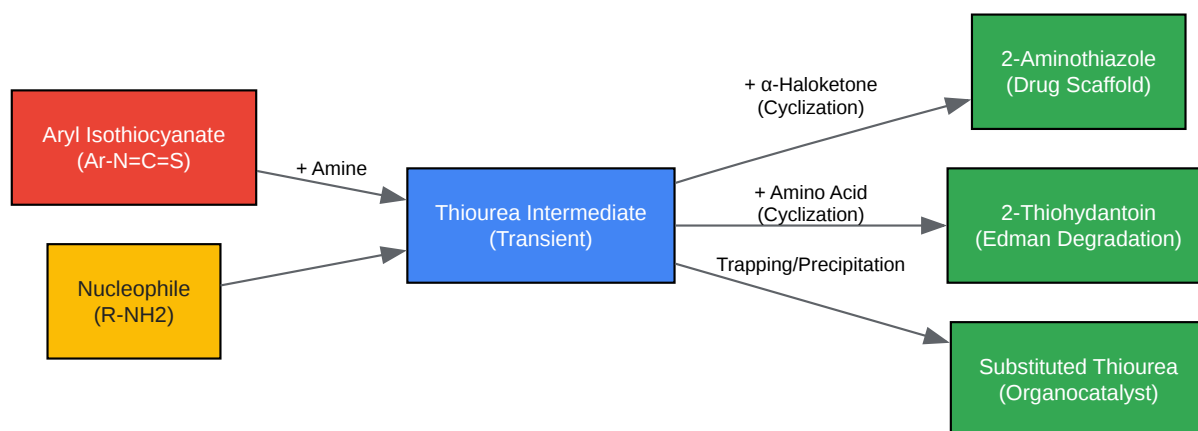 Aryl Isothiocyanate
(Ar-N=C=S)
+ Amine
Nucleophile
(R-NH2)
Thiourea Intermediate
(Transient)
+ α-Haloketone
(Cyclization)
+ Amino Acid
(Cyclization)
Trapping/Precipitation
2-Aminothiazole
(Drug Scaffold)
2-Thiohydantoin
(Edman Degradation)
Substituted Thiourea
(Organocatalyst)